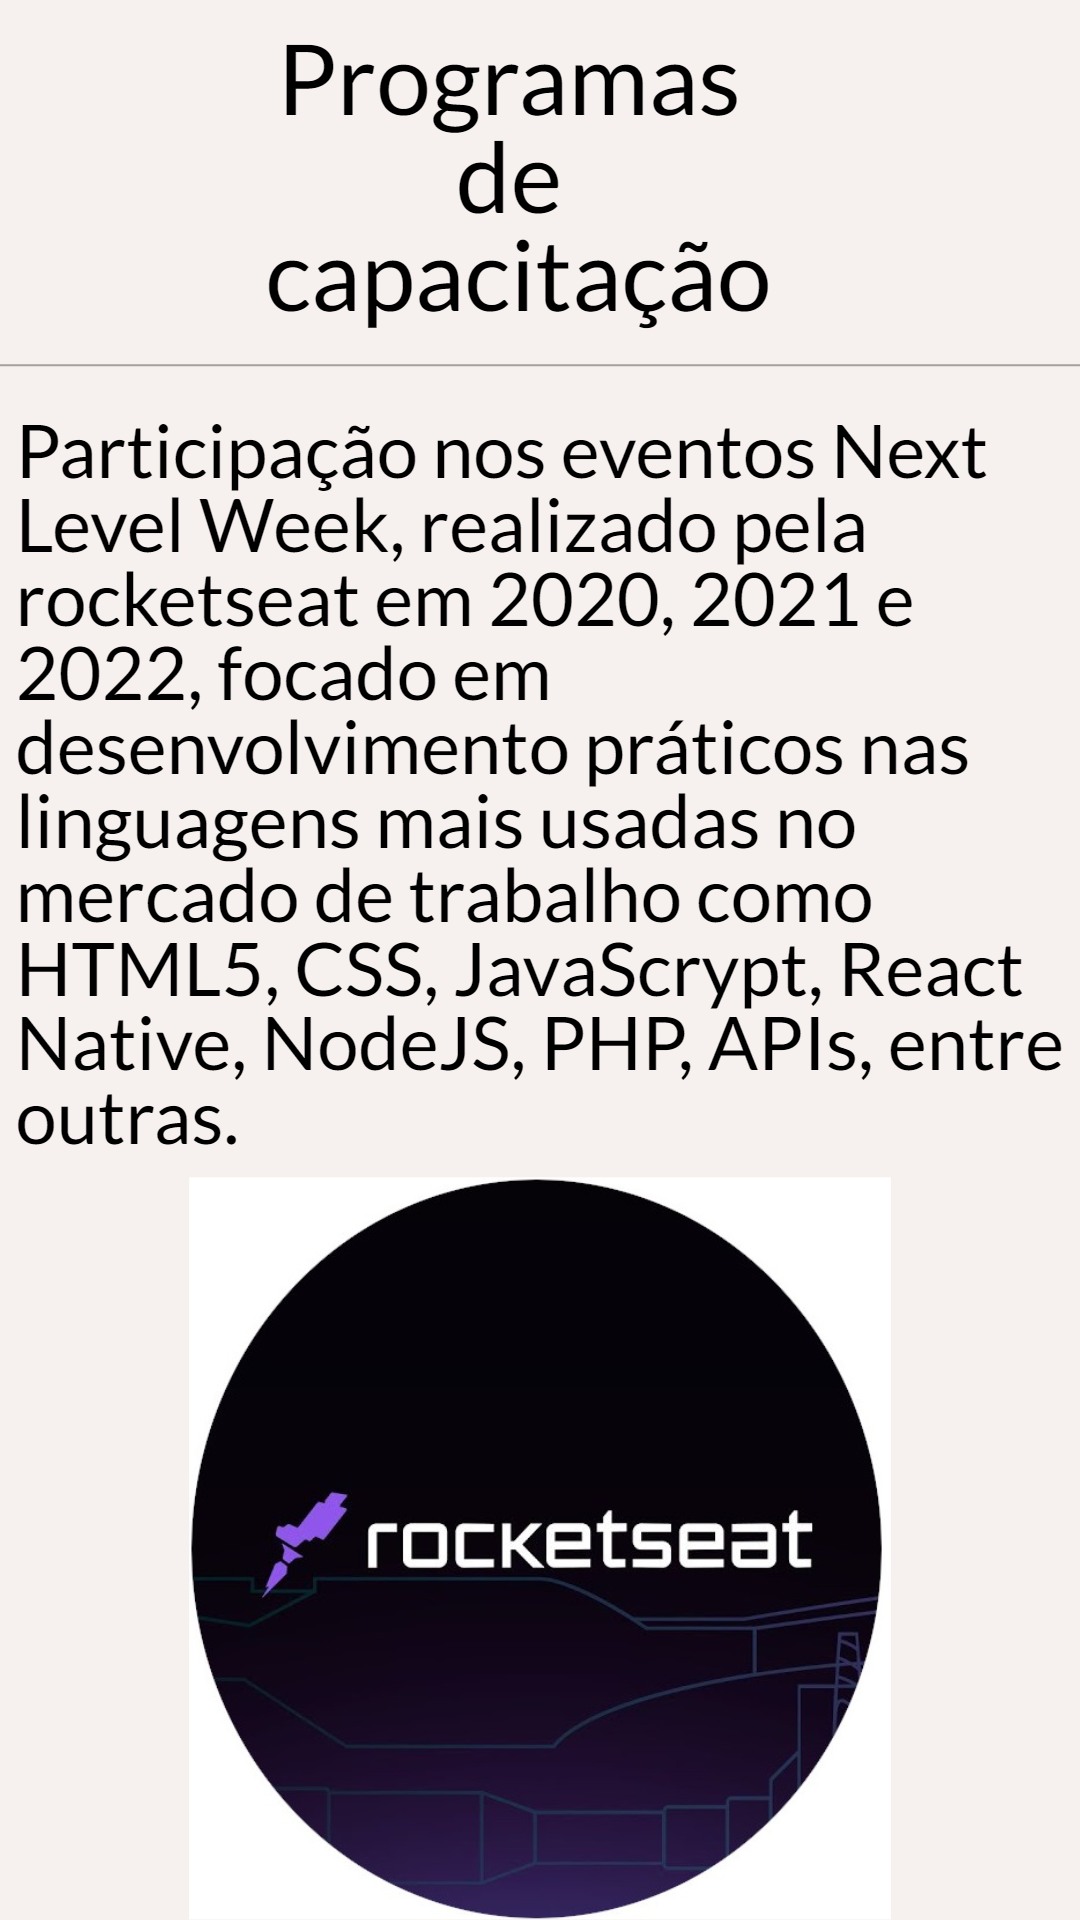 Programas
de
capacitação
Participação nos eventos Next
Level Week, realizado pela
rocketseat em 2020, 2021 e
2022, focado em
desenvolvimento práticos nas
linguagens mais usadas no
mercado de trabalho como
HTML5, CSS, JavaScrypt, React
Native, NodeJS, PHP, APIs, entre
outras.
rocketseat